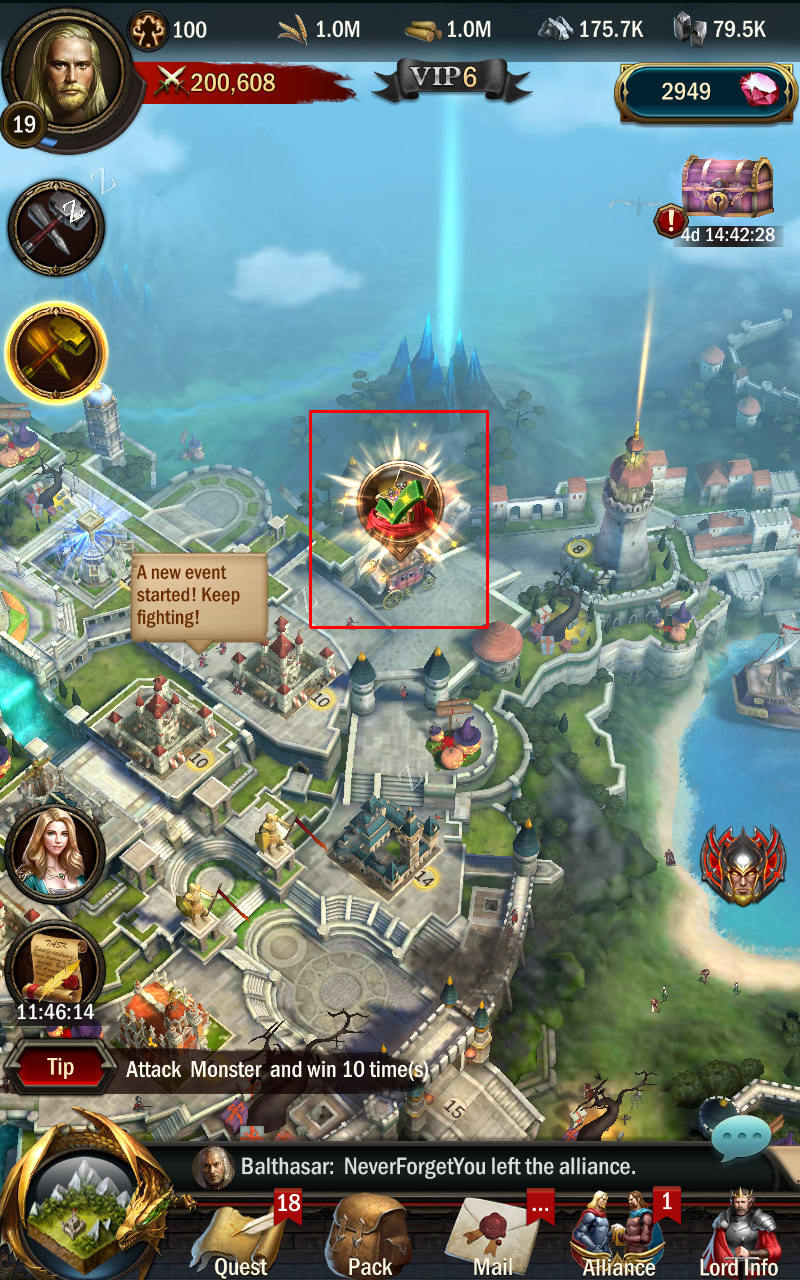 100
1.0M
1.0M
175.7K
79.5K
200,608
VIP6
2949
19
4d 14:42:28
8
A new event
started! Keep
fighting!
10
10
14
TASK
11:46:14
Tip
Attack Monster and win 10 time(s)
15
Balthasar: NeverForgetYou left the alliance.
18
...
1
Quest
Pack
Mail
Alliance
Lord Info